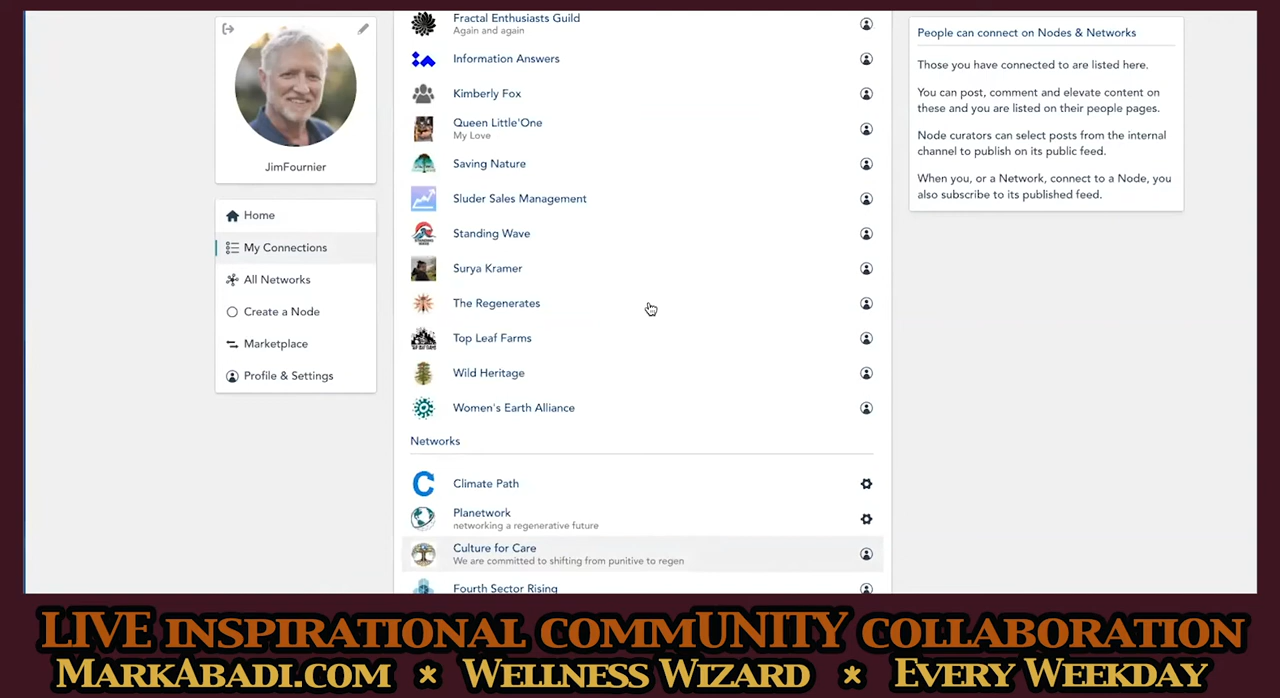 JimFournier
Home
My Connections
All Networks
Create a Node
Marketplace
Profile & Settings
Fractal Enthusiasts Guild
Again and again
Information Answers
Kimberly Fox
Queen Little'One
My Love
Saving Nature
Sluder Sales Management
Standing Wave
Surya Kramer
The Regenerates
Top Leaf Farms
Wild Heritage
Women's Earth Alliance
Networks
Climate Path
Planetwork
networking a regenerative future
Culture for Care
We are committed to shifting from punitive to regen
Fourth Sector Rising
People can connect on Nodes & Networks
Those you have connected to are listed here.
You can post, comment and elevate content on
these and you are listed on their people pages.
Node curators can select posts from the internal
channel to publish on its public feed.
When you, or a Network, connect to a Node, you
also subscribe to its published feed.
LIVE INSPIRATIONAL COMMUNITY COLLABORATION
MARKABADI.COM * WELLNESS WIZARD * EVERY WEEKDAY